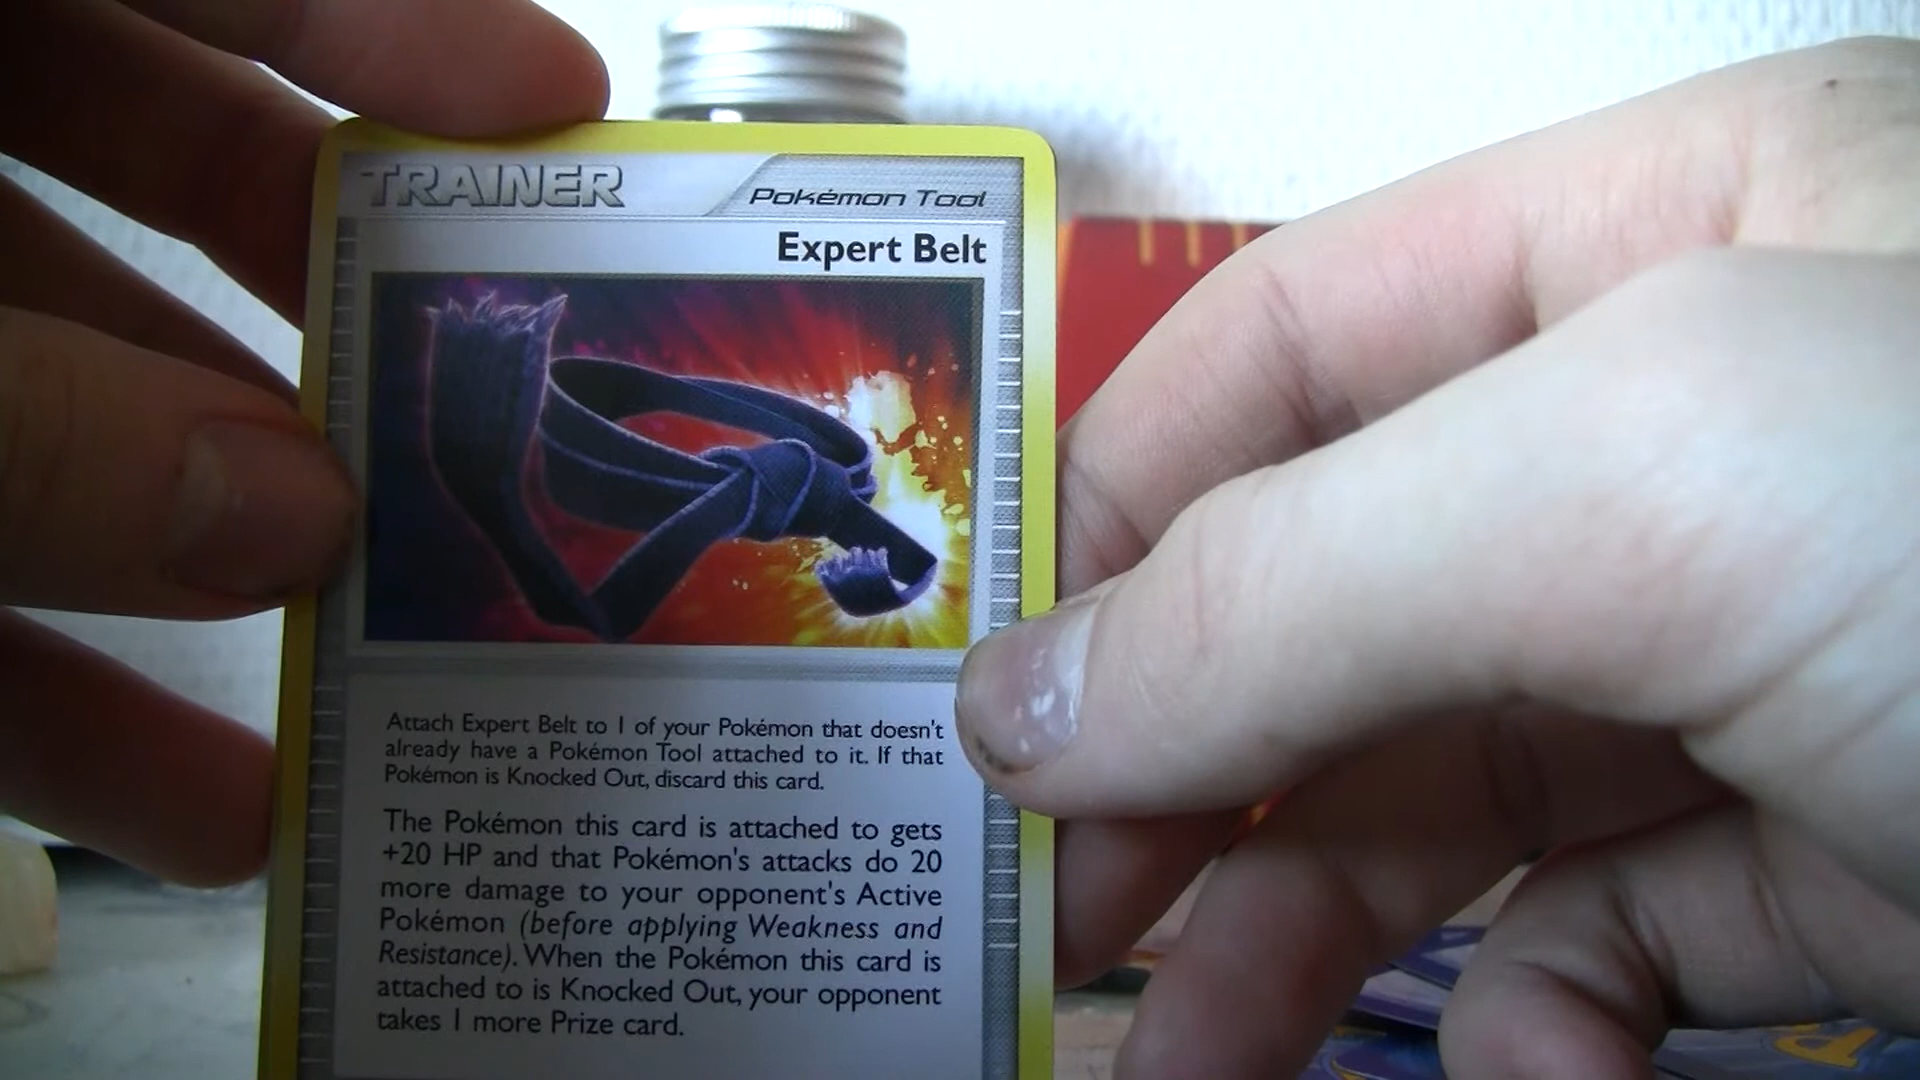 TRAINER
Pokémon Tool
Expert Belt
Attach Expert Belt to 1 of your Pokémon that doesn't
already have a Pokémon Tool attached to it. If that
Pokémon is Knocked Out, discard this card.
The Pokémon this card is attached to gets
+20 HP and that Pokémon's attacks do 20
more damage to your opponent's Active
Pokémon (before applying Weakness and
Resistance). When the Pokémon this card is
attached to is Knocked Out, your opponent
takes 1 more Prize card.